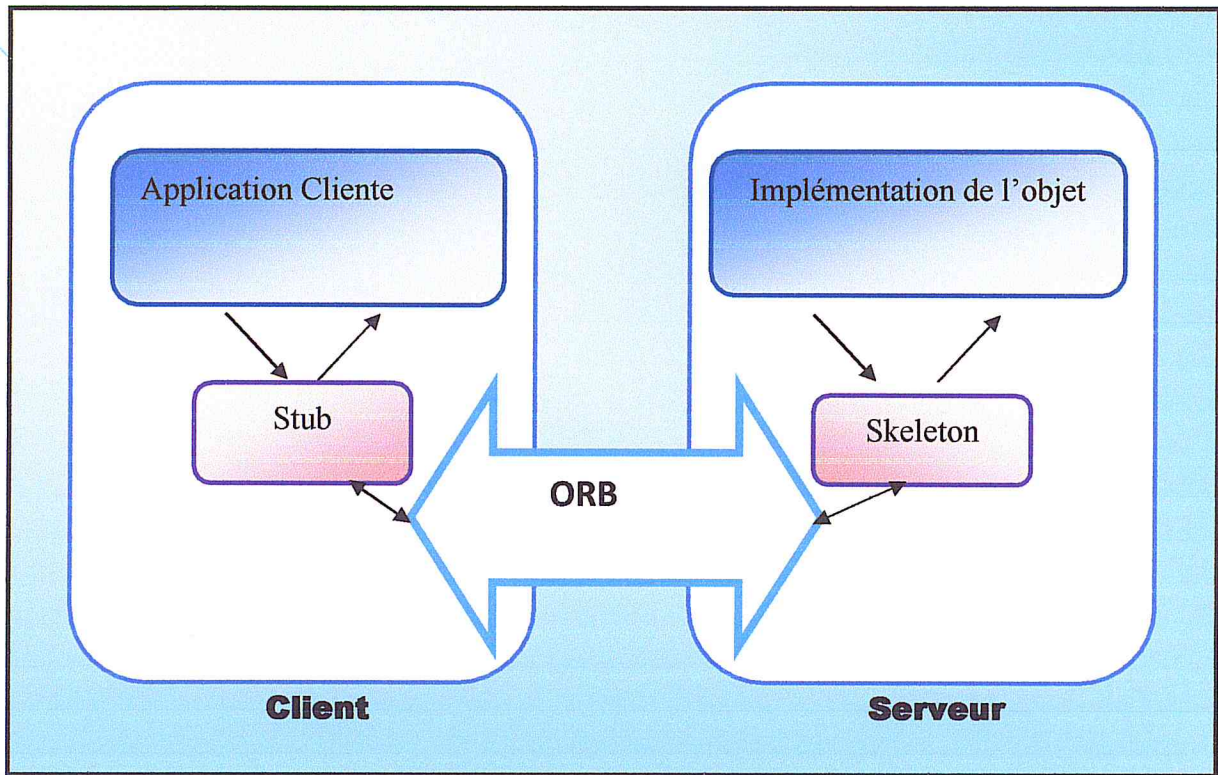 Application Cliente
Implémentation de l'objet
Stub
Skeleton
ORB
Client
Serveur